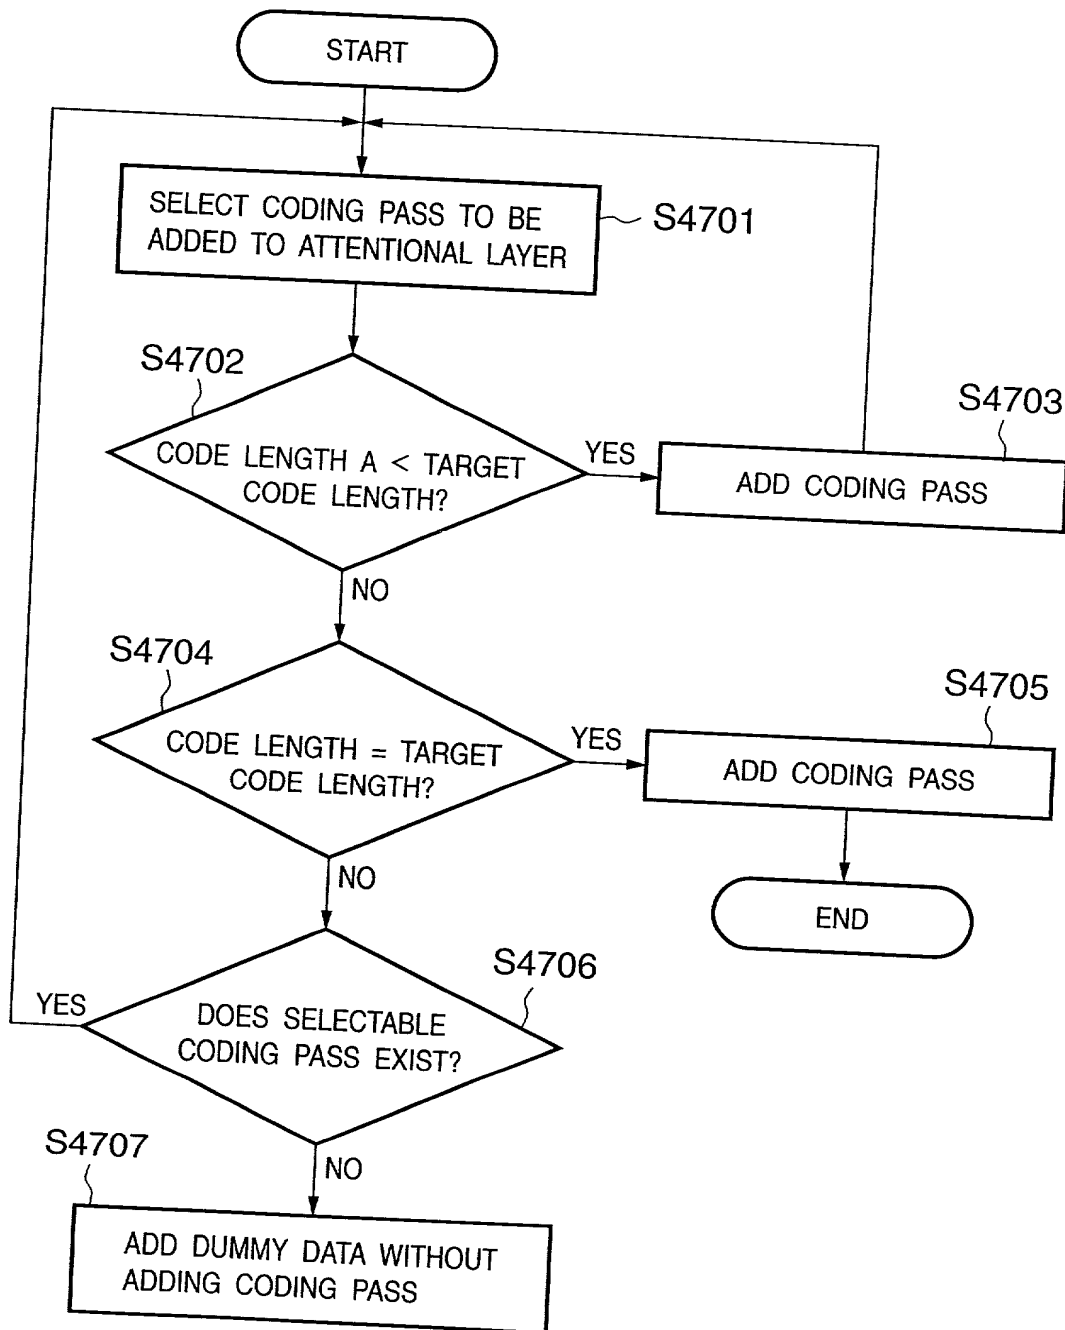 START
SELECT CODING PASS TO BE
ADDED TO ATTENTIONAL LAYER
S4701
S4702
CODE LENGTH A < TARGET
CODE LENGTH?
YES
S4703
ADD CODING PASS
NO
S4704
CODE LENGTH = TARGET
CODE LENGTH?
YES
S4705
ADD CODING PASS
NO
END
S4706
DOES SELECTABLE
CODING PASS EXIST?
YES
NO
S4707
ADD DUMMY DATA WITHOUT
ADDING CODING PASS